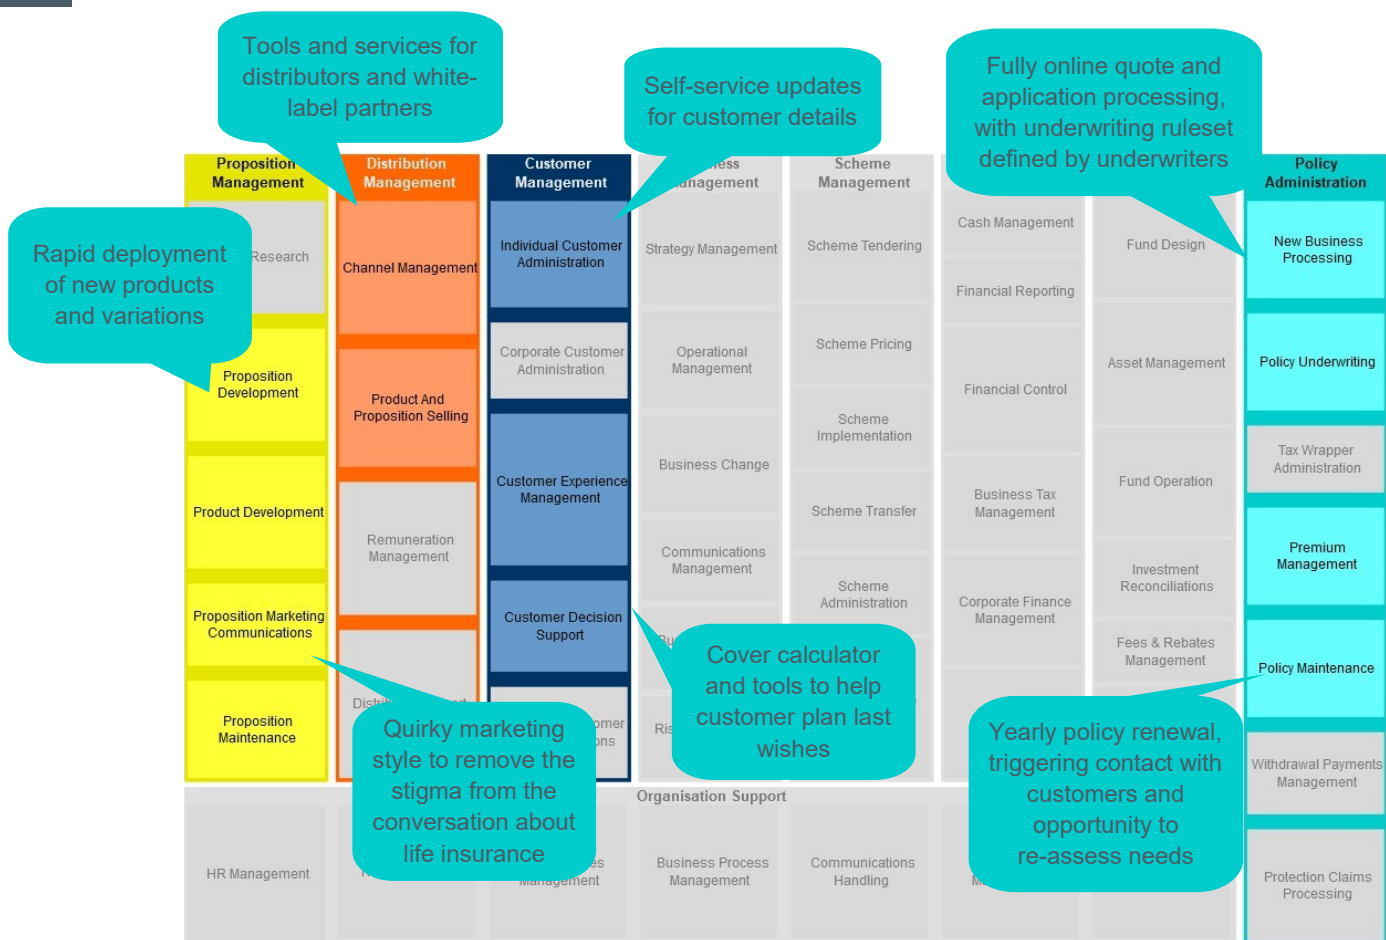 Tools and services for
distributors and white-
label partners
Self-service updates
for customer details
Fully online quote and
application processing,
with underwriting ruleset
defined by underwriters
Rapid deployment
of new products
and variations
Proposition
Management
Research
Proposition
Development
Product Development
Proposition Marketing
Communications
Proposition
Maintenance
Distribution
Management
Channel Management
Product And
Proposition Selling
Remuneration
Management
Customer
Management
Individual Customer
Administration
Corporate Customer
Administration
Customer Experience
Management
Customer Decision
Support
Strategy Management
Operational
Management
Business Change
Communications
Management
Scheme
Management
Scheme Tendering
Scheme Pricing
Scheme
Implementation
Scheme Transfer
Scheme
Administration
Cash Management
Financial Reporting
Financial Control
Business Tax
Management
Corporate Finance
Management
Fund Design
Asset Management
Fund Operation
Investment
Reconciliations
Fees & Rebates
Management
Policy
Administration
New Business
Processing
Policy Underwriting
Tax Wrapper
Administration
Premium
Management
Policy Maintenance
Withdrawal Payments
Management
Protection Claims
Processing
Quirky marketing
style to remove the
stigma from the
conversation about
life insurance
Cover calculator
and tools to help
customer plan last
wishes
Yearly policy renewal,
triggering contact with
customers and
opportunity to
re-assess needs
Organisation Support
HR Management
Management
Business Process
Management
Communications
Handling